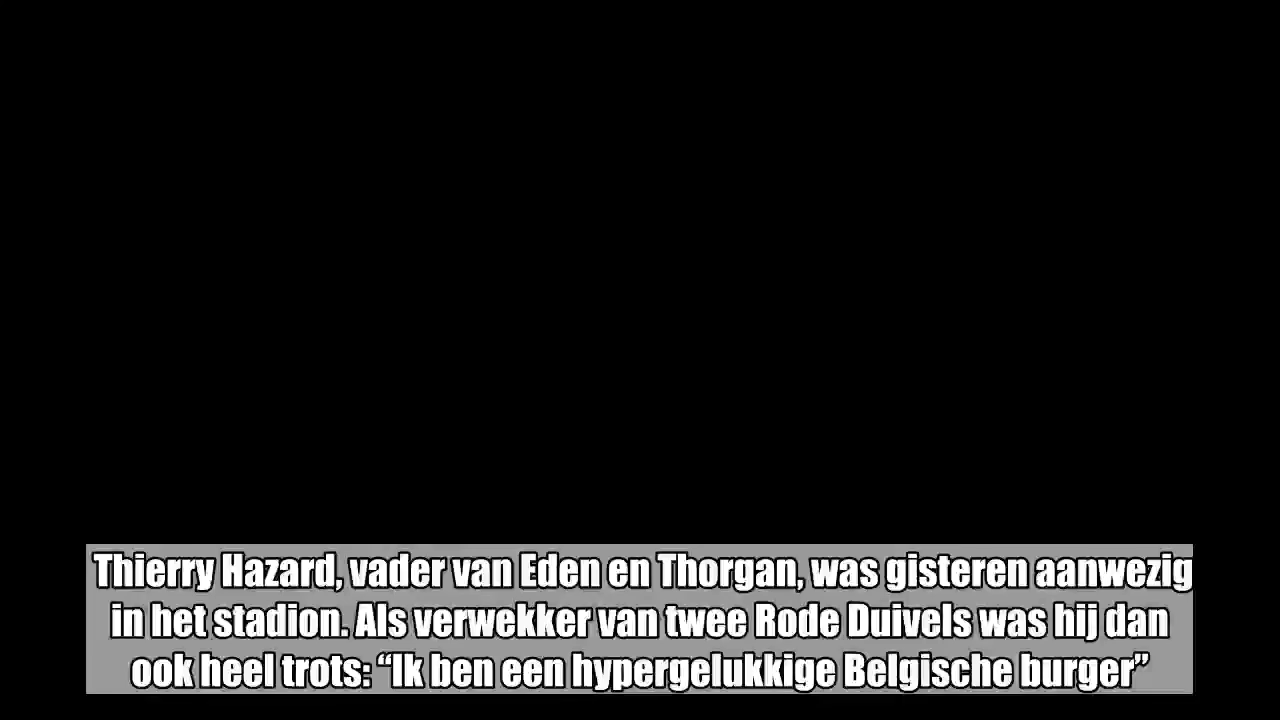 Thierry Hazard, vader van Eden en Thorgan, was gisteren aanwezig
in het stadion. Als verwekker van twee Rode Duivels was hij dan
ook heel trots: “Ik ben een hypergelukkige Belgische burger”